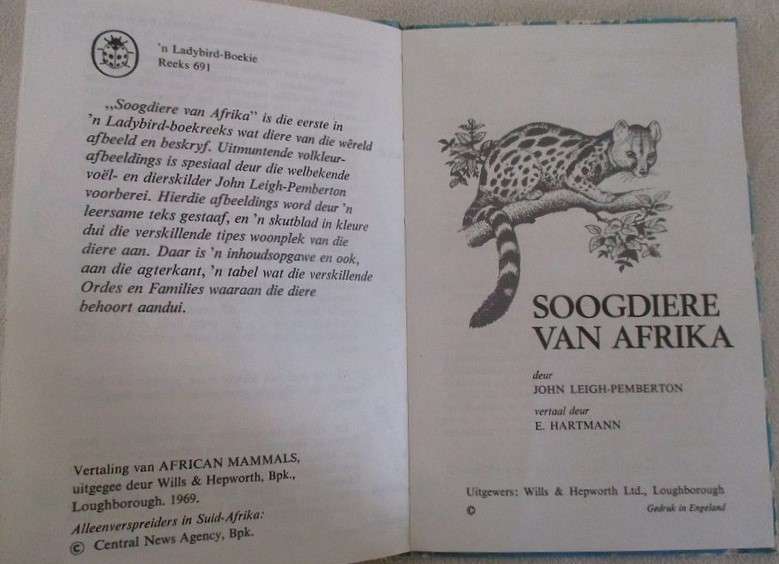 'n Ladybird-Boekie
Reeks 691
„Soogdiere van Afrika” is die eerste in
'n Ladybird-boekreeks wat diere van die wêreld
afbeeld en beskryf. Uitmuntende volkleur-
afbeeldings is spesiaal deur die welbekende
voël- en dierskilder John Leigh-Pemberton
voorberei. Hierdie afbeeldings word deur 'n
leersame teks gestaaf, en 'n skutblad in kleure
dui die verskillende tipes woonplek van die
diere aan. Daar is 'n inhoudsopgawe en ook,
aan die agterkant, 'n tabel wat die verskillende
Ordes en Families waaraan die diere
behoort aandui.
Vertaling van AFRICAN MAMMALS,
uitgegee deur Wills & Hepworth, Bpk.,
Loughborough. 1969.
Alleenverspreiders in Suid-Afrika:
© Central News Agency, Bpk.
SOOGDIERE
VAN AFRIKA
deur
JOHN LEIGH-PEMBERTON
vertaal deur
E. HARTMANN
Uitgewers: Wills & Hepworth Ltd., Loughborough
© Gedruk in Engeland